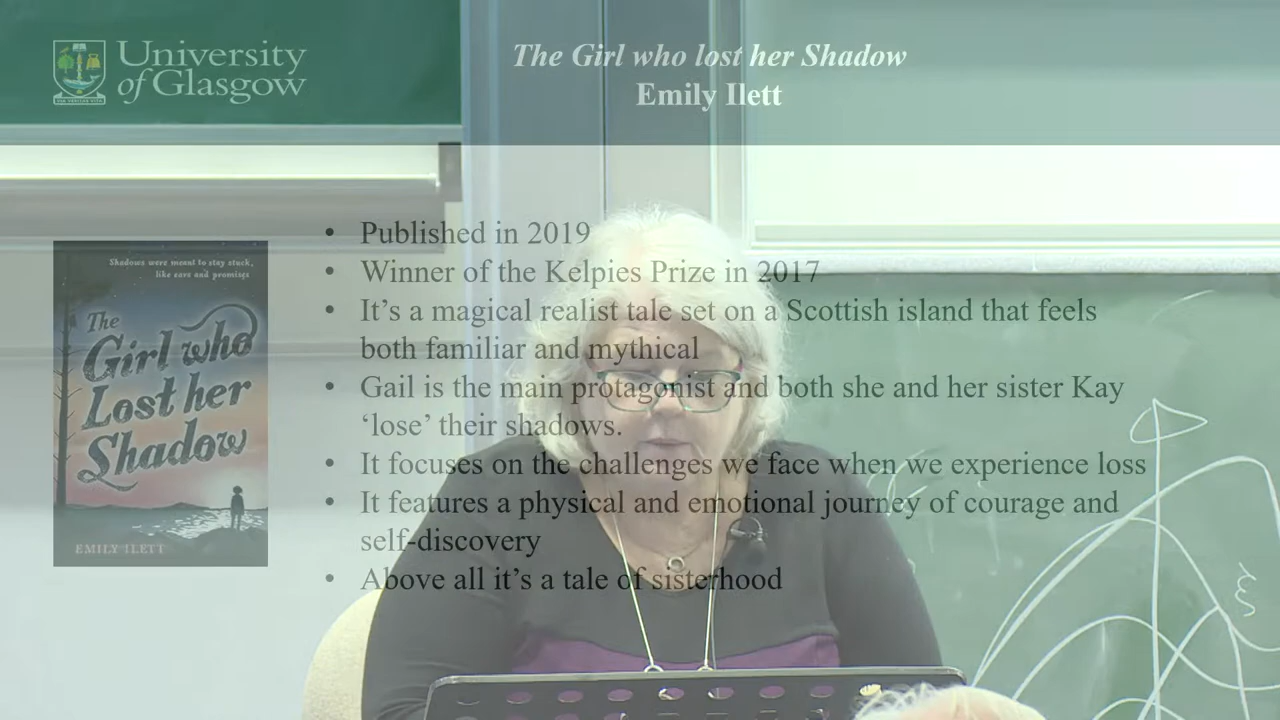 University
of Glasgow
The Girl who lost her Shadow
Emily Ilett
• Published in 2019
• Winner of the Kelpies Prize in 2017
• It’s a magical realist tale set on a Scottish island that feels
both familiar and mythical
• Gail is the main protagonist and both she and her sister Kay
‘lose’ their shadows.
• It focuses on the challenges we face when we experience loss
• It features a physical and emotional journey of courage and
self-discovery
• Above all it’s a tale of sisterhood
Shadows were meant to stay stuck,
like ears and promises
The
Girl who
Lost her
Shadow
EMILY ILETT